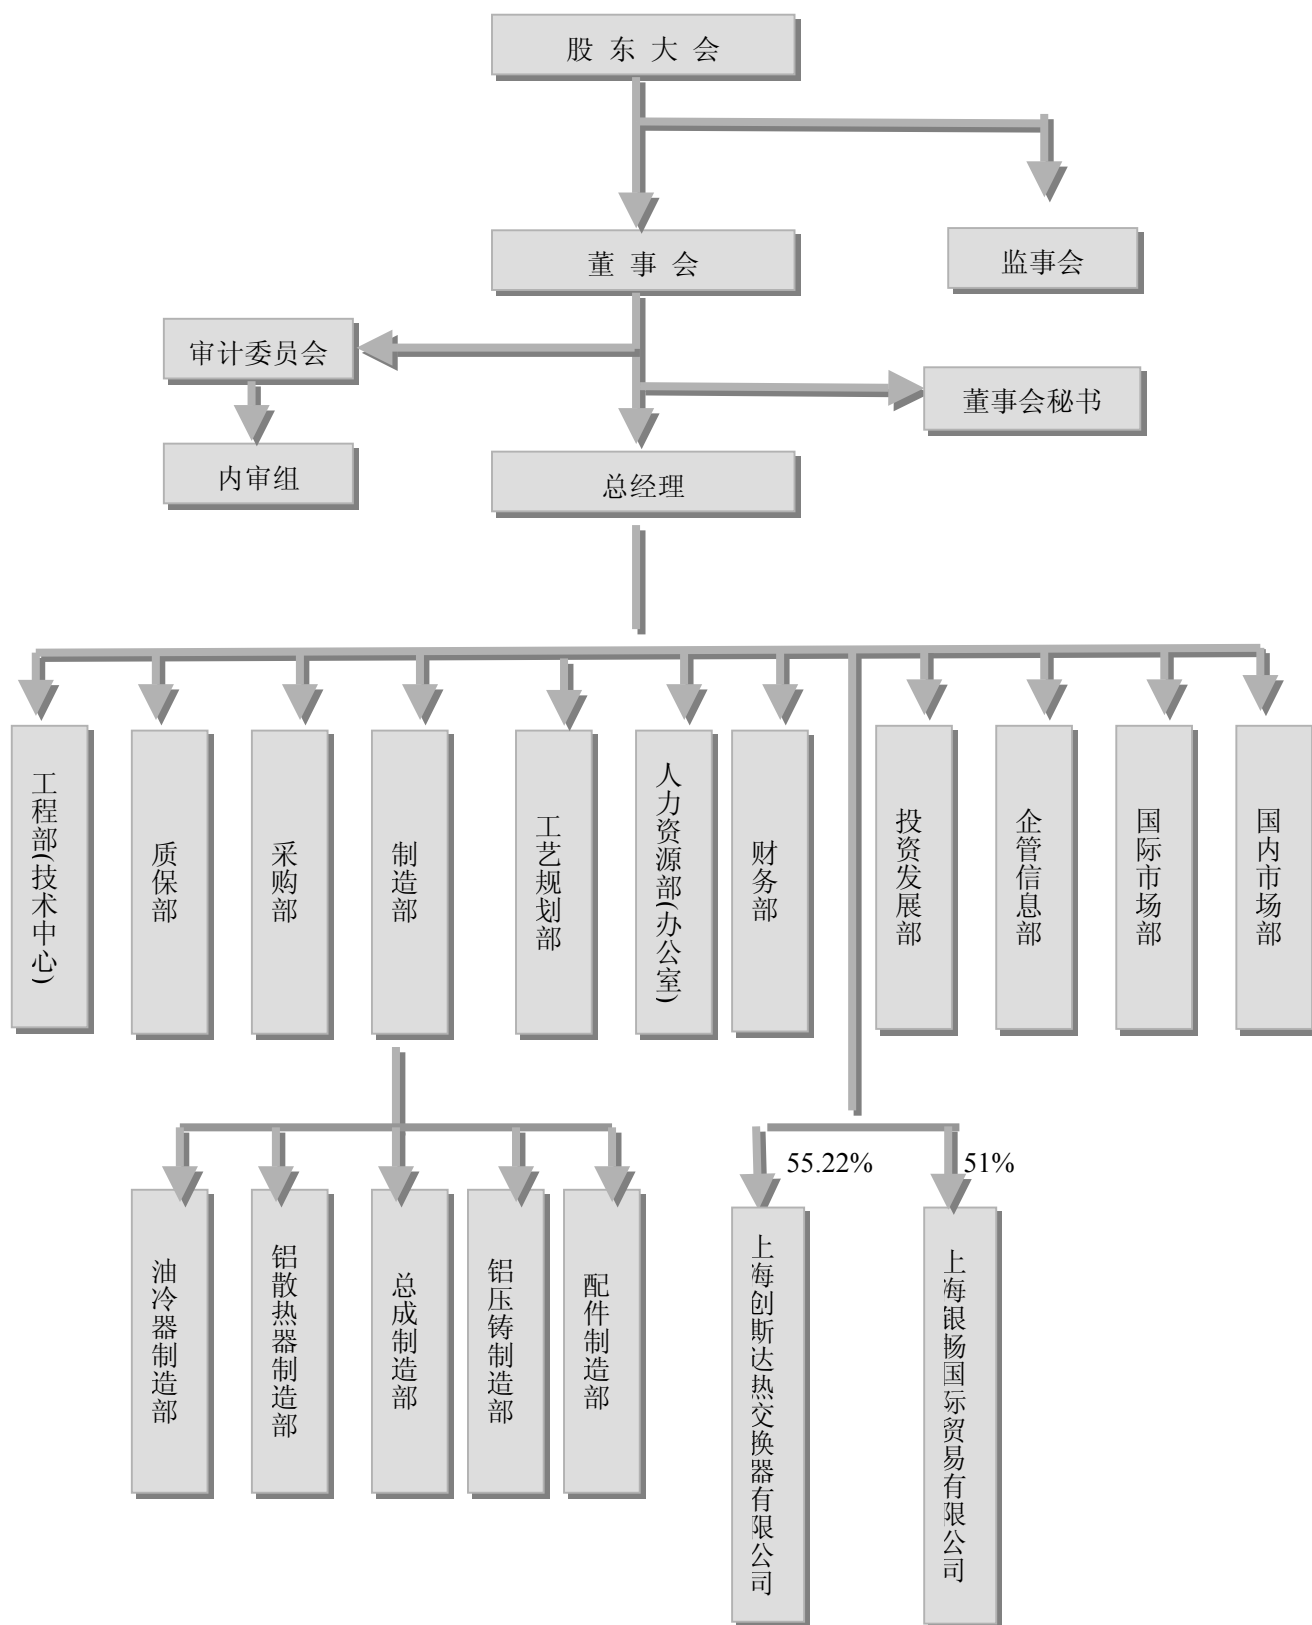 股 东 大 会
董 事 会
监事会
审计委员会
董事会秘书
内审组
总经理
工程部(技术中心)
质保部
采购部
制造部
工艺规划部
人力资源部(办公室)
财务部
投资发展部
企管信息部
国际市场部
国内市场部
55.22%
51%
油冷器制造部
铝散热器制造部
总成制造部
铝压铸制造部
配件制造部
上海创斯达热交换器有限公司
上海银畅国际贸易有限公司